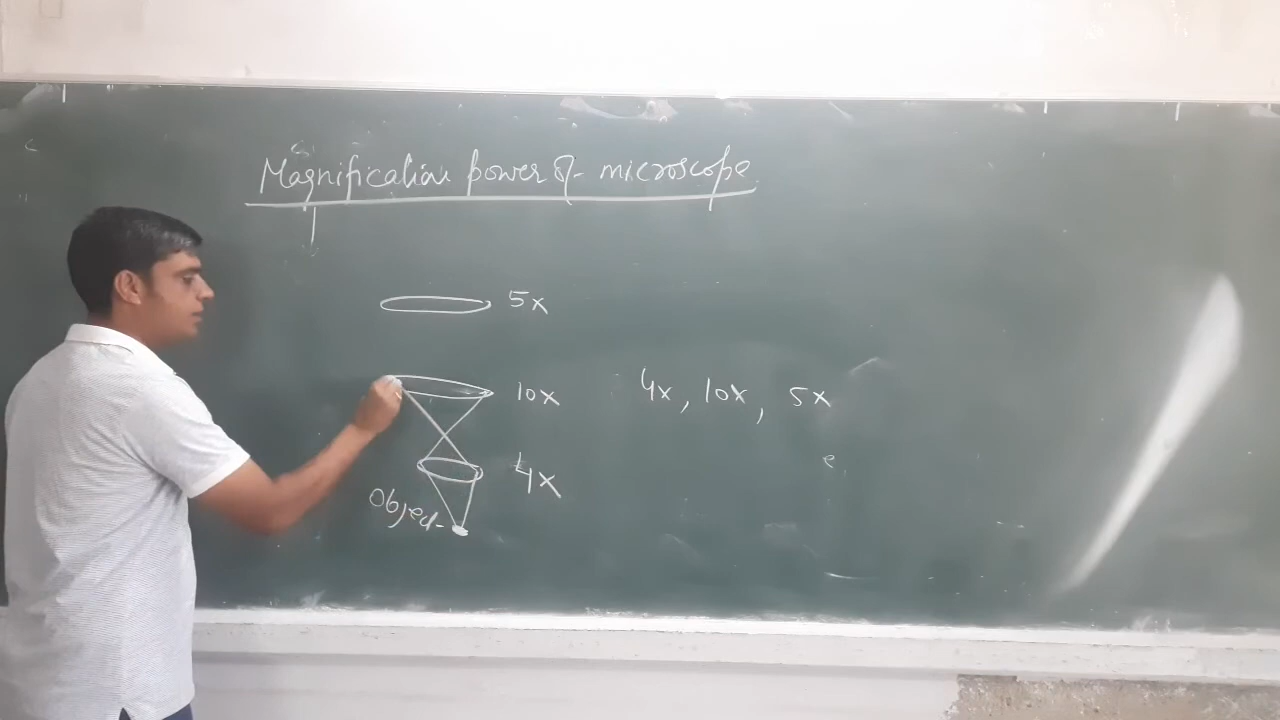 Magnification power of microscope
5x
10x 4x, 10x, 5x
4x
Object